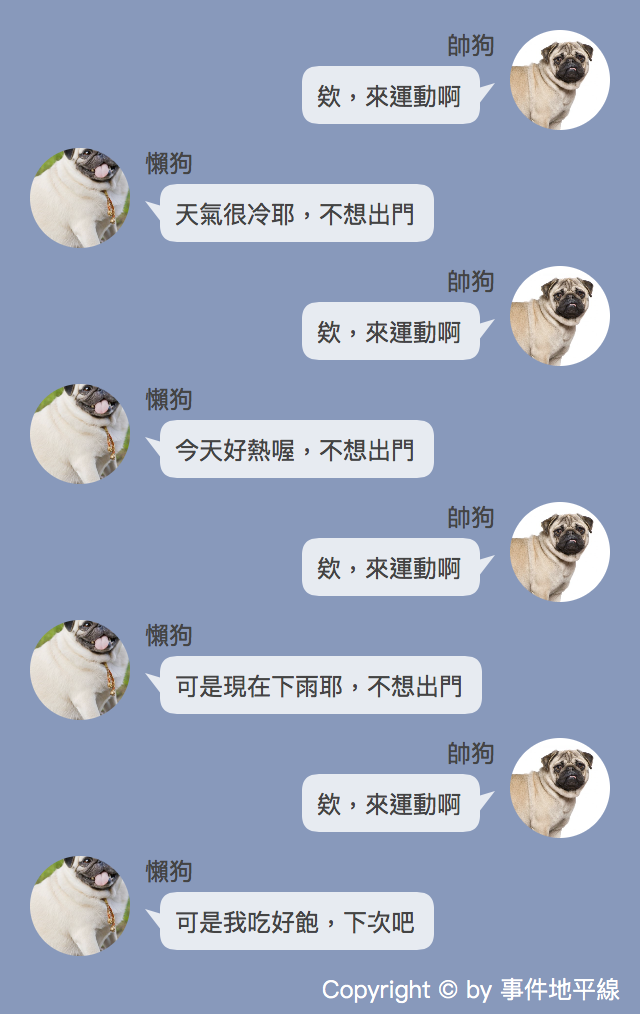 帥狗
欸，來運動啊
懶狗
天氣很冷耶，不想出門
帥狗
欸，來運動啊
懶狗
今天好熱喔，不想出門
帥狗
欸，來運動啊
懶狗
可是現在下雨耶，不想出門
帥狗
欸，來運動啊
懶狗
可是我吃好飽，下次吧
Copyright © by 事件地平線